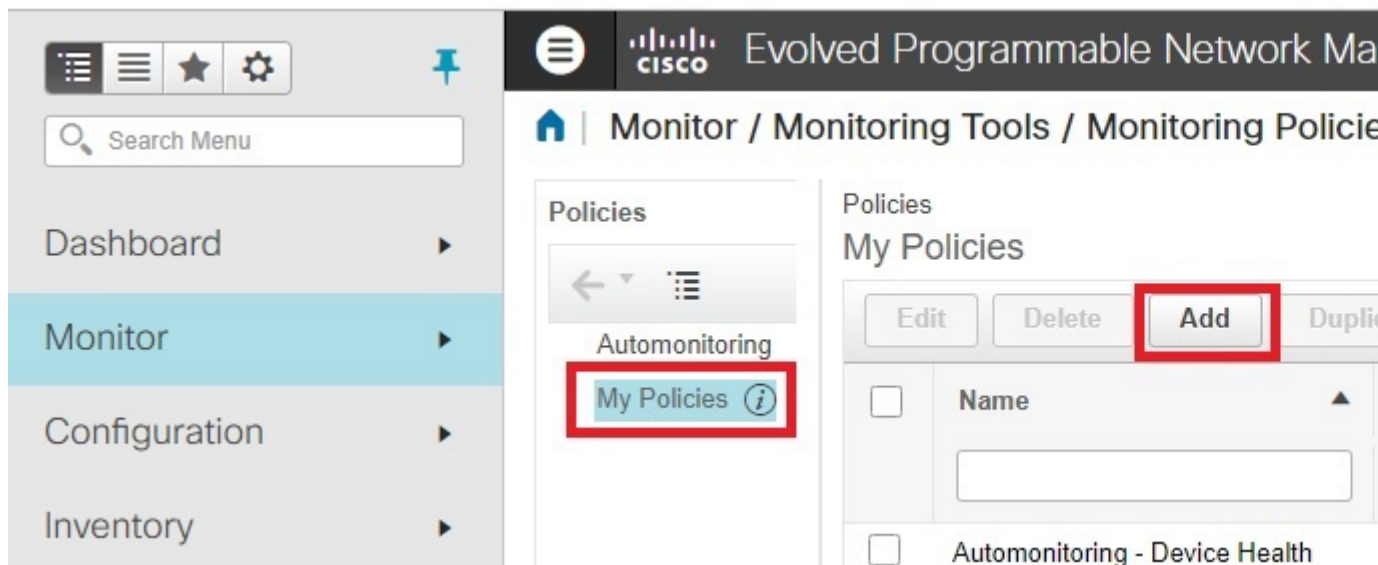 Search Menu
Dashboard
Monitor
Configuration
Inventory
CISCO Evolved Programmable Network Ma
Monitor / Monitoring Tools / Monitoring Policie
Policies
Automonitoring
My Policies i
Policies
My Policies
Edit Delete Add Duplic
Name
Automonitoring - Device Health